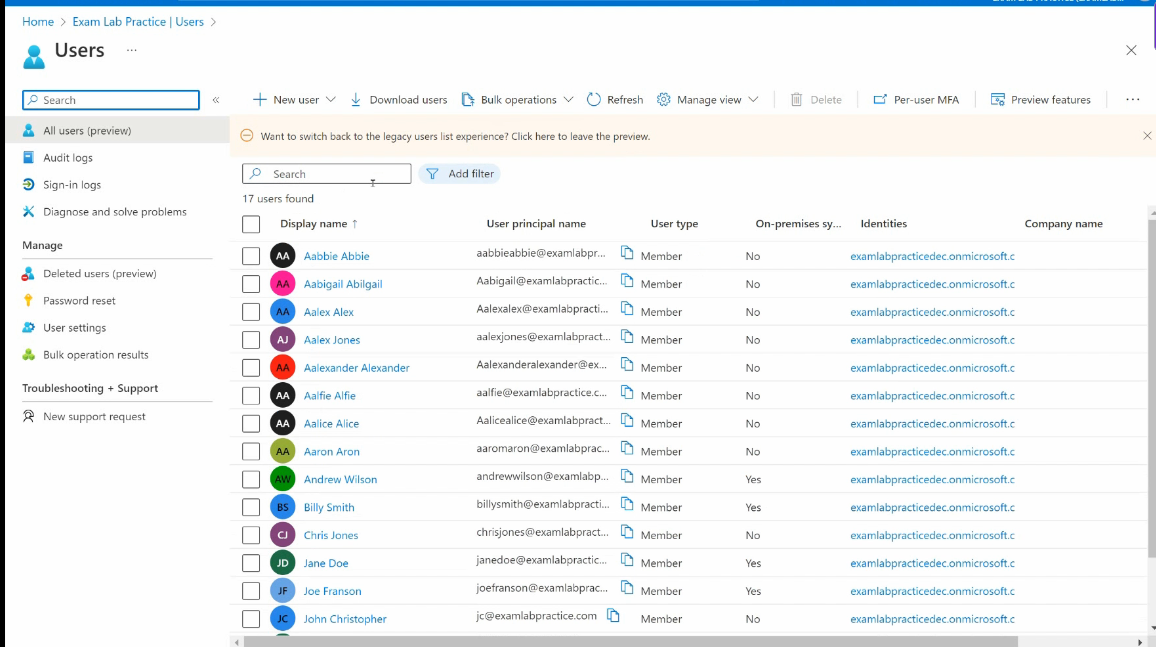 Home > Exam Lab Practice | Users >
Users ...
Search «
New user Download users Bulk operations Refresh Manage view Delete Per-user MFA Preview features ...
All users (preview)
Audit logs
Sign-in logs
Diagnose and solve problems
Manage
Deleted users (preview)
Password reset
User settings
Bulk operation results
Troubleshooting + Support
New support request
Want to switch back to the legacy users list experience? Click here to leave the preview.
Search Add filter
17 users found
Display name ↑ User principal name User type On-premises sy... Identities Company name
AA Aabbie Abbie aabbieabbie@examlabpr... Member No examlabpracticedec.onmicrosoft.c
AA Aabigail Abilgail Aabigail@examlabpractic... Member No examlabpracticedec.onmicrosoft.c
AA Aalex Alex Aalexalex@examlabpracti... Member No examlabpracticedec.onmicrosoft.c
AJ Aalex Jones aalexjones@examlabpract... Member No examlabpracticedec.onmicrosoft.c
AA Aalexander Alexander Aalexanderalexander@ex... Member No examlabpracticedec.onmicrosoft.c
AA Aalfie Alfie aalfie@examlabpractice.c... Member No examlabpracticedec.onmicrosoft.c
AA Aalice Alice Aalicealice@examlabpract... Member No examlabpracticedec.onmicrosoft.c
AA Aaron Aron aaromaron@examlabprac... Member No examlabpracticedec.onmicrosoft.c
AW Andrew Wilson andrewwilson@examlabp... Member Yes examlabpracticedec.onmicrosoft.c
BS Billy Smith billysmith@examlabpracti... Member Yes examlabpracticedec.onmicrosoft.c
CJ Chris Jones chrisjones@examlabpract... Member No examlabpracticedec.onmicrosoft.c
JD Jane Doe janedoe@examlabpractic... Member Yes examlabpracticedec.onmicrosoft.c
JF Joe Franson joefranson@examlabprac... Member Yes examlabpracticedec.onmicrosoft.c
JC John Christopher jc@examlabpractice.com Member No examlabpracticedec.onmicrosoft.c